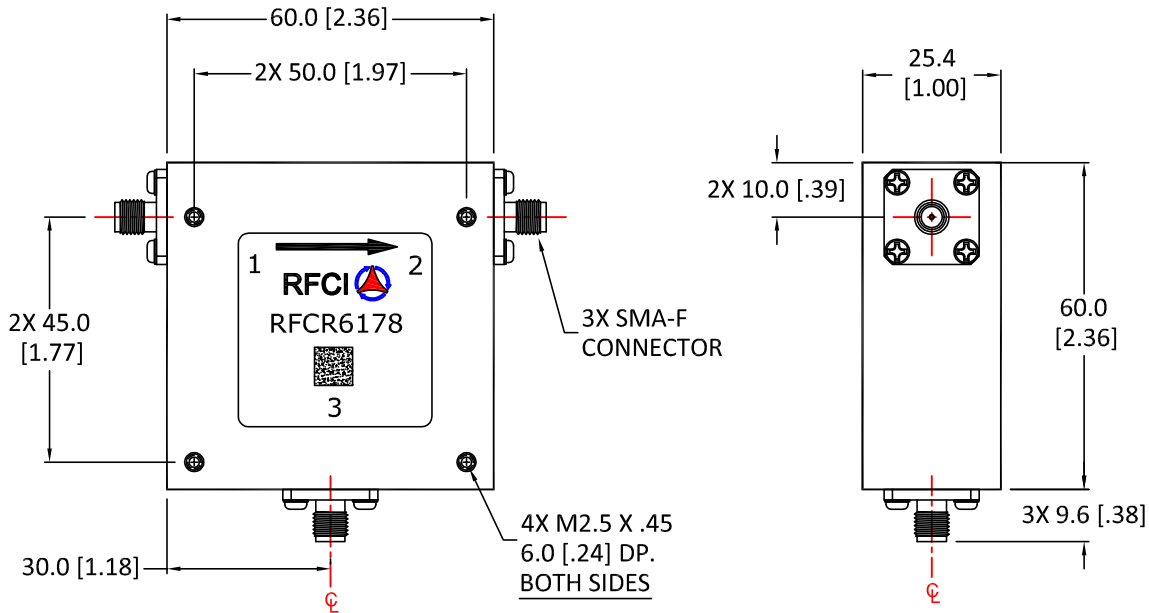 60.0 [2.36]
2X 50.0 [1.97]
25.4
[1.00]
2X 10.0 [.39]
1
2
RFCI
RFCR6178
3
2X 45.0
[1.77]
3X SMA-F
CONNECTOR
60.0
[2.36]
3X 9.6 [.38]
4X M2.5 X .45
6.0 [.24] DP.
BOTH SIDES
30.0 [1.18]
℄
℄